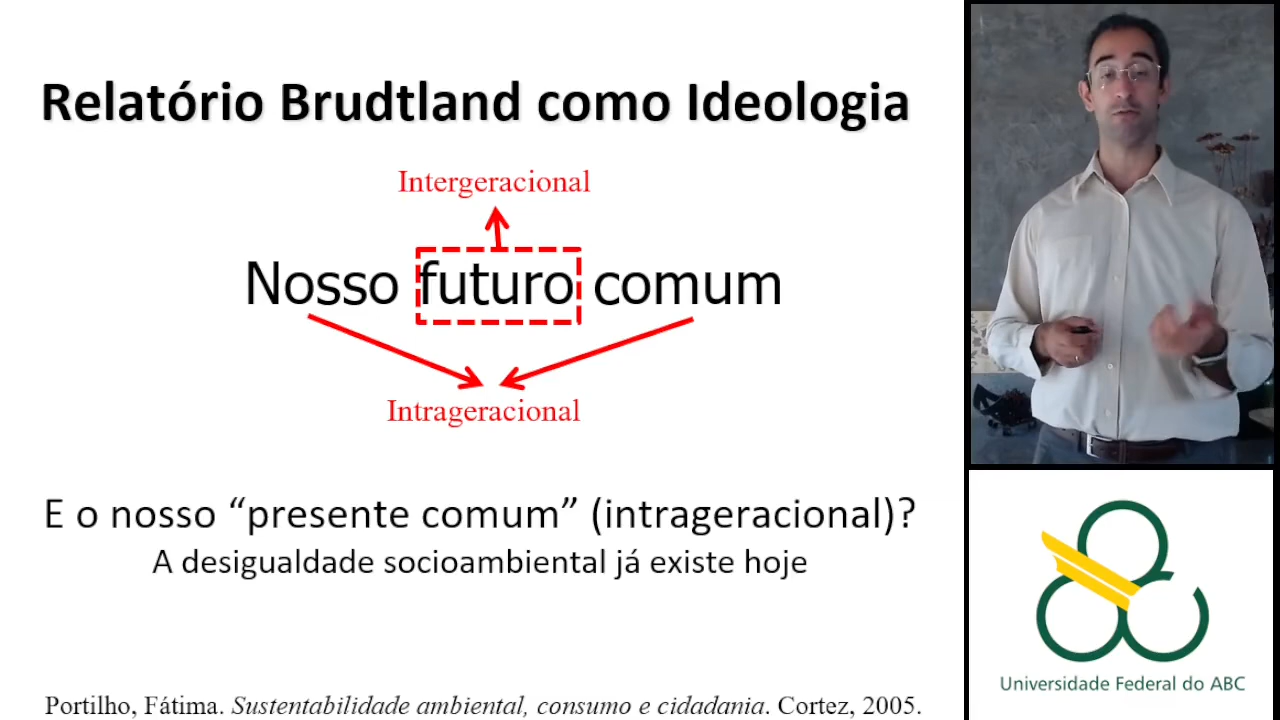 Relatório Brudtland como Ideologia
Intergeracional
Nosso futuro comum
Intrageracional
E o nosso “presente comum” (intrageracional)?
A desigualdade socioambiental já existe hoje
Portilho, Fátima. Sustentabilidade ambiental, consumo e cidadania. Cortez, 2005.
Universidade Federal do ABC